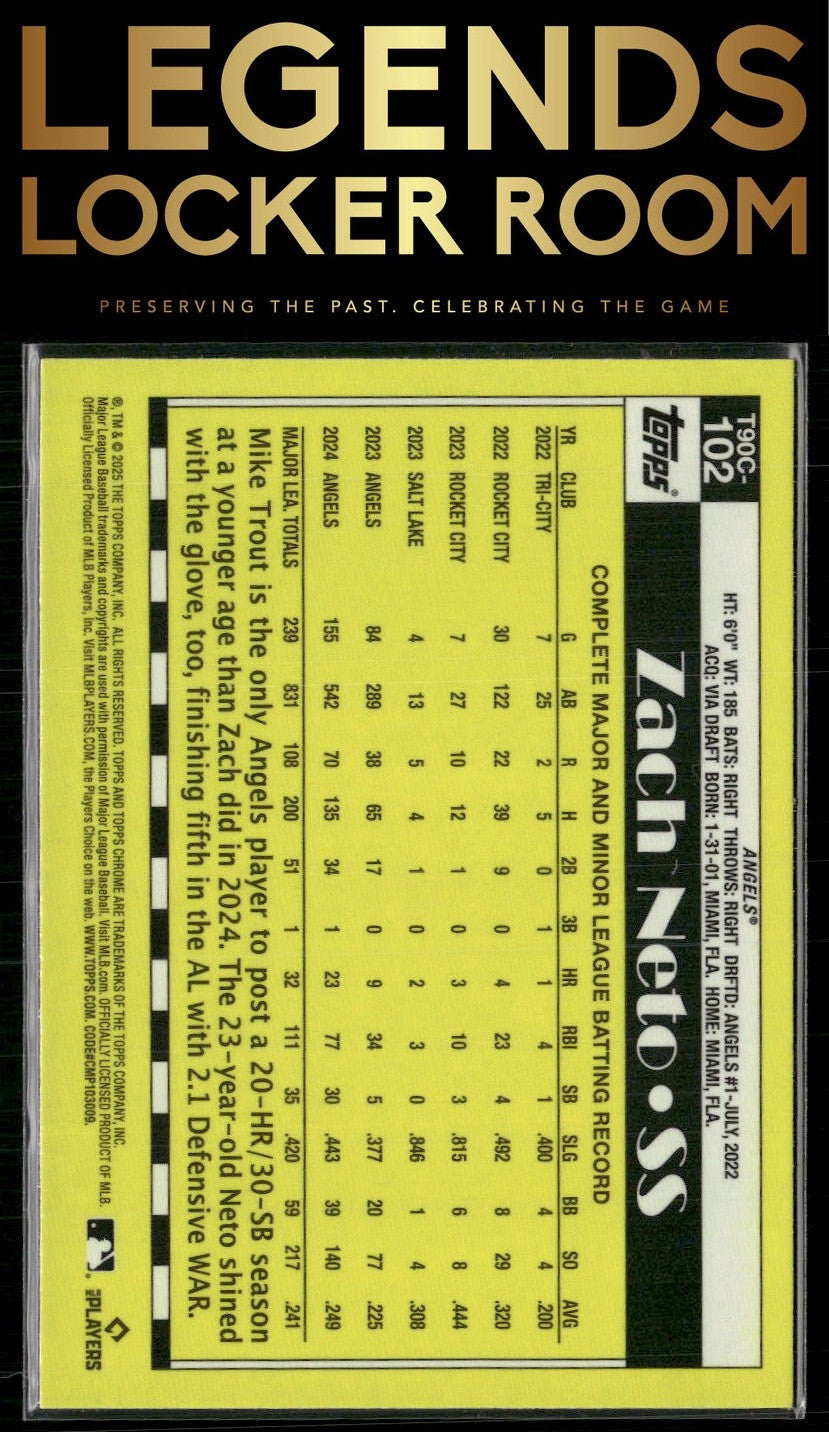 LEGENDS
LOCKER ROOM
PRESERVING THE PAST. CELEBRATING THE GAME
T90C-
102
ANGELS®
HT: 6'0" WT: 185 BATS: RIGHT THROWS: RIGHT DRFTD: ANGELS #1-JULY, 2022
ACQ: VIA DRAFT BORN: 1-31-01, MIAMI, FLA. HOME: MIAMI, FLA.
topps®
Zach Neto • SS
COMPLETE MAJOR AND MINOR LEAGUE BATTING RECORD
YR CLUB G AB R H 2B 3B HR RBI SB SLG BB SO AVG
2022 TRI-CITY 7 25 2 5 0 1 1 4 1 .400 4 4 .200
2022 ROCKET CITY 30 122 22 39 9 0 4 23 4 .492 8 29 .320
2023 ROCKET CITY 7 27 10 12 1 0 3 10 3 .815 6 8 .444
2023 SALT LAKE 4 13 5 4 1 0 2 3 0 .846 1 4 .308
2023 ANGELS 84 289 38 65 17 0 9 34 5 .377 20 77 .225
2024 ANGELS 155 542 70 135 34 1 23 77 30 .443 39 140 .249
MAJOR LEA. TOTALS 239 831 108 200 51 1 32 111 35 .420 59 217 .241
Mike Trout is the only Angels player to post a 20-HR/30-SB season
at a younger age than Zach did in 2024. The 23-year-old Neto shined
with the glove, too, finishing fifth in the AL with 2.1 Defensive WAR.
®, TM & © 2025 THE TOPPS COMPANY, INC. ALL RIGHTS RESERVED. TOPPS AND TOPPS CHROME ARE TRADEMARKS OF THE TOPPS COMPANY, INC.
Major League Baseball trademarks and copyrights are used with permission of Major League Baseball. Visit MLB.com. OFFICIALLY LICENSED PRODUCT OF MLB.
Officially Licensed Product of MLB Players, Inc. Visit MLBPLAYERS.COM, the Players Choice on the web. WWW.TOPPS.COM. CODE#CMP103009.
MLB PLAYERS